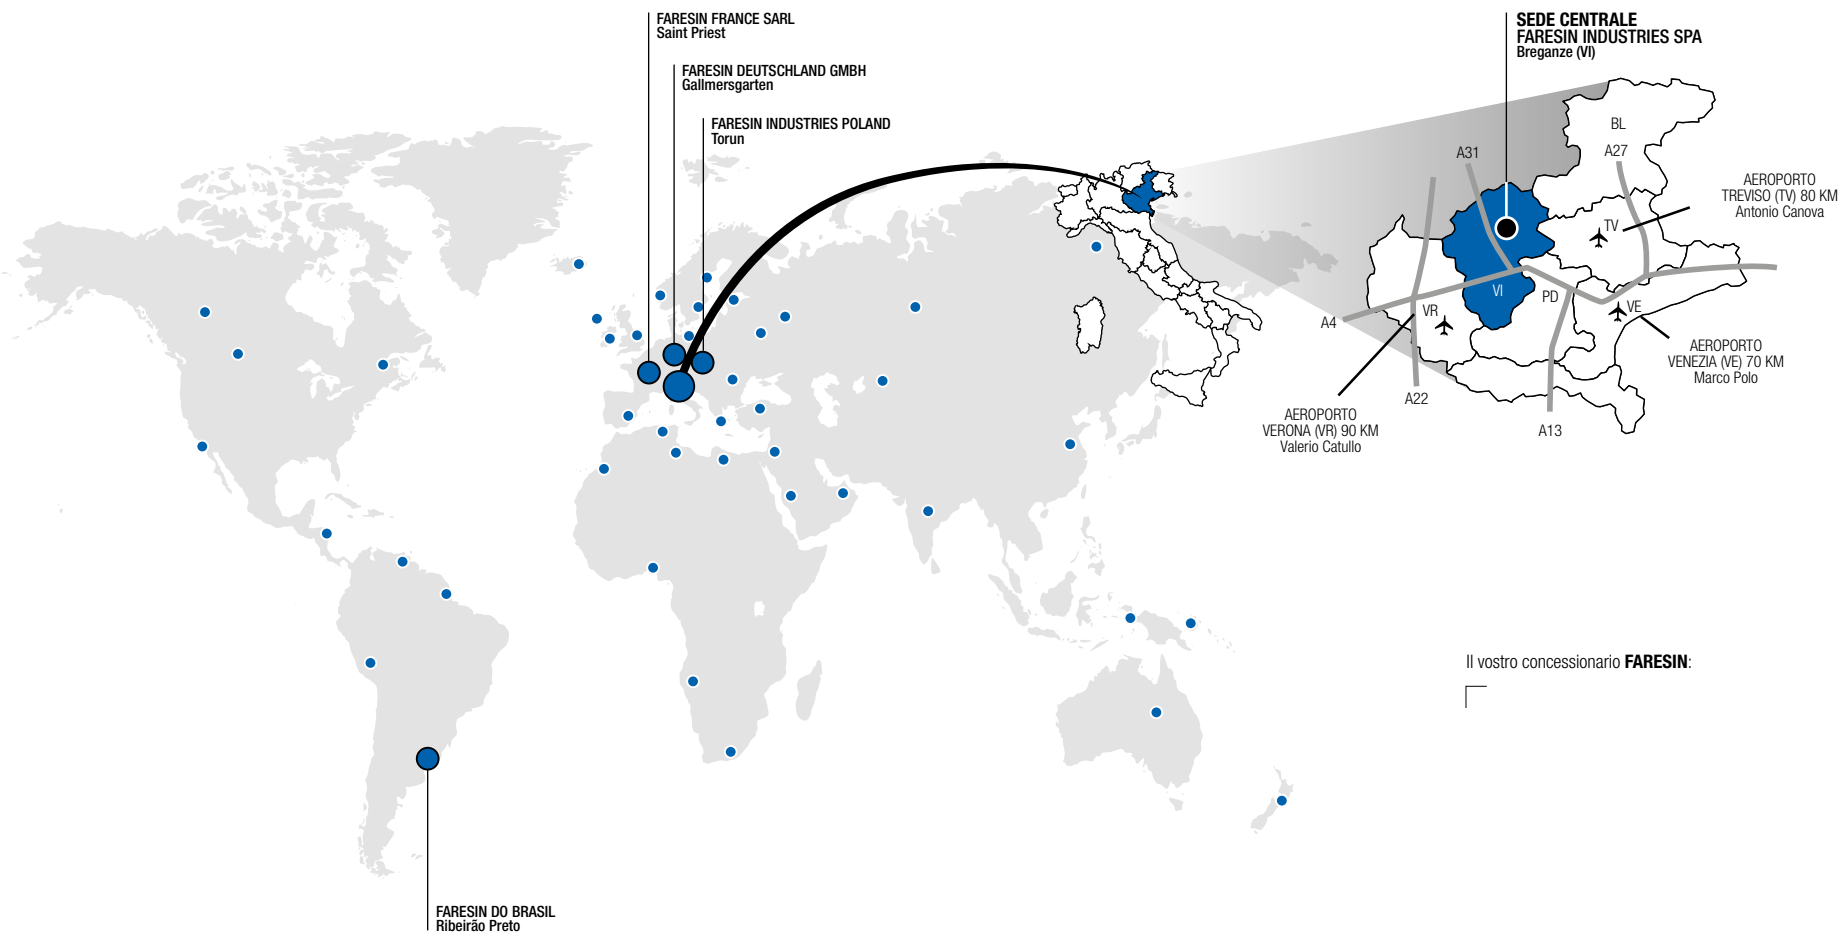 FARESIN FRANCE SARL
Saint Priest
FARESIN DEUTSCHLAND GMBH
Gallmersgarten
FARESIN INDUSTRIES POLAND
Torun
SEDE CENTRALE
FARESIN INDUSTRIES SPA
Breganze (VI)
BL
A27
A31
AEROPORTO
TREVISO (TV) 80 KM
Antonio Canova
TV
VI
PD
VE
VR
A4
AEROPORTO
VENEZIA (VE) 70 KM
Marco Polo
A22
A13
AEROPORTO
VERONA (VR) 90 KM
Valerio Catullo
Il vostro concessionario FARESIN:
FARESIN DO BRASIL
Ribeirão Preto